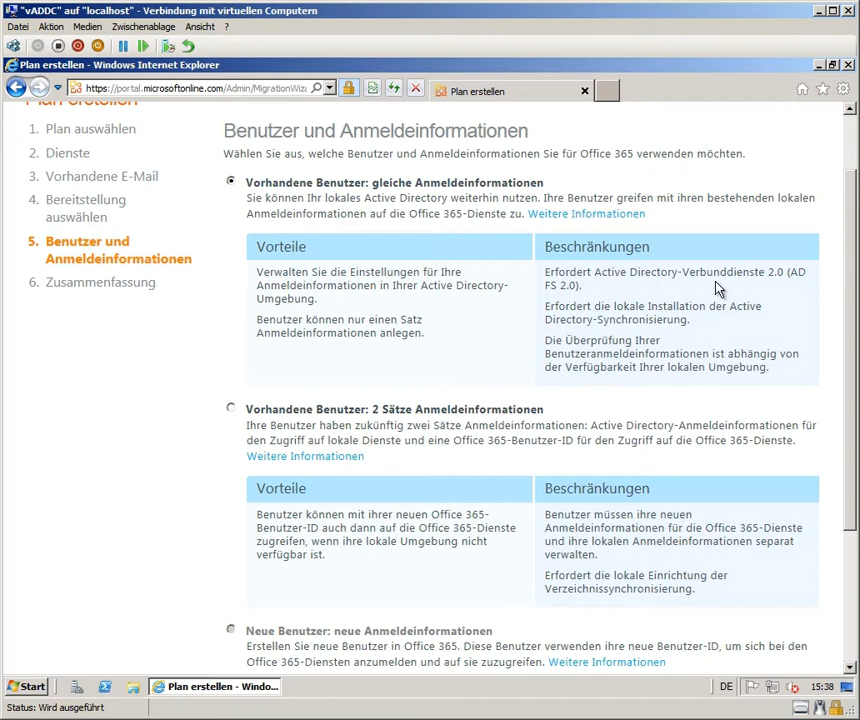 "vADDC" auf "localhost" - Verbindung mit virtuellen Computern
Datei Aktion Medien Zwischenablage Ansicht ?
Plan erstellen - Windows Internet Explorer
https://portal.microsoftonline.com/Admin/MigrationWiza
Plan erstellen
Plan erstellen
1. Plan auswählen
2. Dienste
3. Vorhandene E-Mail
4. Bereitstellung
auswählen
5. Benutzer und
Anmeldeinformationen
6. Zusammenfassung
Benutzer und Anmeldeinformationen
Wählen Sie aus, welche Benutzer und Anmeldeinformationen Sie für Office 365 verwenden möchten.
Vorhandene Benutzer: gleiche Anmeldeinformationen
Sie können Ihr lokales Active Directory weiterhin nutzen. Ihre Benutzer greifen mit ihren bestehenden lokalen
Anmeldeinformationen auf die Office 365-Dienste zu. Weitere Informationen
Vorteile
Verwalten Sie die Einstellungen für Ihre
Anmeldeinformationen in Ihrer Active Directory-
Umgebung.
Benutzer können nur einen Satz
Anmeldeinformationen anlegen.
Beschränkungen
Erfordert Active Directory-Verbunddienste 2.0 (AD
FS 2.0).
Erfordert die lokale Installation der Active
Directory-Synchronisierung.
Die Überprüfung Ihrer
Benutzeranmeldeinformationen ist abhängig von
der Verfügbarkeit Ihrer lokalen Umgebung.
Vorhandene Benutzer: 2 Sätze Anmeldeinformationen
Ihre Benutzer haben zukünftig zwei Sätze Anmeldeinformationen: Active Directory-Anmeldeinformationen für
den Zugriff auf lokale Dienste und eine Office 365-Benutzer-ID für den Zugriff auf die Office 365-Dienste.
Weitere Informationen
Vorteile
Benutzer können mit ihrer neuen Office 365-
Benutzer-ID auch dann auf die Office 365-Dienste
zugreifen, wenn ihre lokale Umgebung nicht
verfügbar ist.
Beschränkungen
Benutzer müssen ihre neuen
Anmeldeinformationen für die Office 365-Dienste
und ihre lokalen Anmeldeinformationen separat
verwalten.
Erfordert die lokale Einrichtung der
Verzeichnissynchronisierung.
Neue Benutzer: neue Anmeldeinformationen
Erstellen Sie neue Benutzer in Office 365. Diese Benutzer verwenden ihre neue Benutzer-ID, um sich bei den
Office 365-Diensten anzumelden und auf sie zuzugreifen. Weitere Informationen
Start
Plan erstellen - Windo...
DE
15:38
Status: Wird ausgeführt